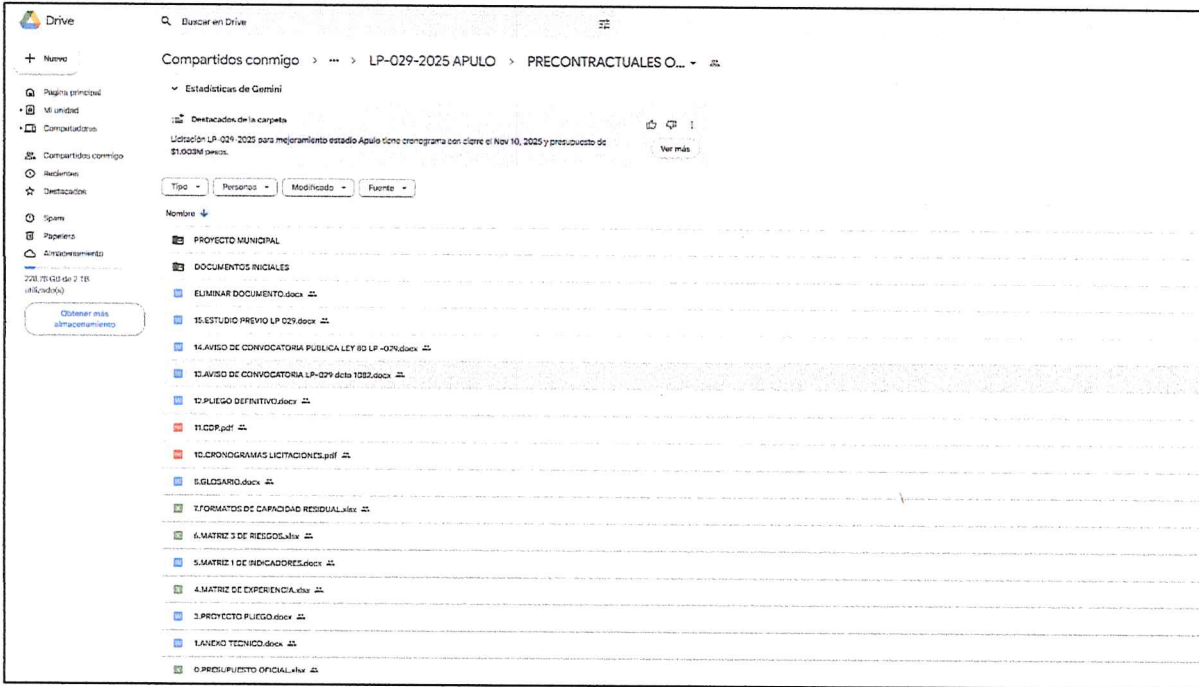 Drive
Buscar en Drive
Nuevo
Compartidos conmigo > ··· > LP-029-2025 APULO > PRECONTRACTUALES O...
Estadísticas de Gemini
Página principal
Mi unidad
Computadoras
Destacados de la carpeta
Licitación LP-029-2025 para mejoramiento estadio Apulo tiene cronograma con cierre el Nov 10, 2025 y presupuesto de
$1.003M pesos.
Ver más
Compartidos conmigo
Recientes
Destacados
Tipo
Personas
Modificado
Fuente
Spam
Papelera
Almacenamiento
de 2 TB
utilizado(s)
Obtener más
almacenamiento
Nombre
PROYECTO MUNICIPAL
DOCUMENTOS INICIALES
ELIMINAR DOCUMENTO.docx
15.ESTUDIO PREVIO LP 029.docx
14.AVISO DE CONVOCATORIA PUBLICA LEY 80 LP -029.docx
13.AVISO DE CONVOCATORIA LP-029 dcto 1082.docx
12.PLIEGO DEFINITIVO.docx
11.CDP.pdf
10.CRONOGRAMAS LICITACIONES.pdf
8.GLOSARIO.docx
7.FORMATOS DE CAPACIDAD RESIDUAL.xlsx
6.MATRIZ 3 DE RIESGOS.xlsx
5.MATRIZ 1 DE INDICADORES.docx
4.MATRIZ DE EXPERIENCIA.xlsx
3.PROYECTO PLIEGO.docx
1.ANEXO TECNICO.docx
0.PRESUPUESTO OFICIAL.xlsx